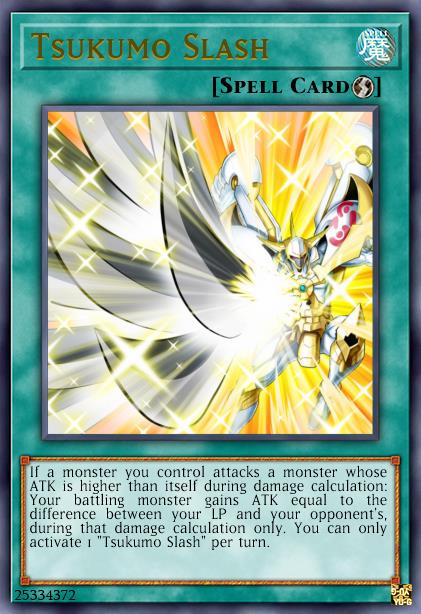 Tsukumo Slash
SPELL
魔
[Spell Card]
If a monster you control attacks a monster whose
ATK is higher than itself during damage calculation:
Your battling monster gains ATK equal to the
difference between your LP and your opponent's,
during that damage calculation only. You can only
activate 1 "Tsukumo Slash" per turn.
25334372